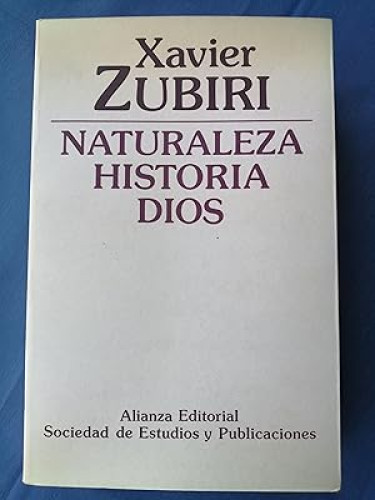 Xavier
ZUBIRI
NATURALEZA
HISTORIA
DIOS
Alianza Editorial
Sociedad de Estudios y Publicaciones